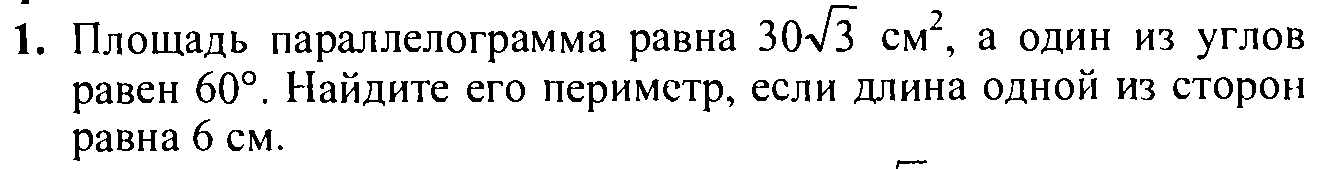 1. Площадь параллелограмма равна 30√3 см², а один из углов
равен 60°. Найдите его периметр, если длина одной из сторон
равна 6 см.